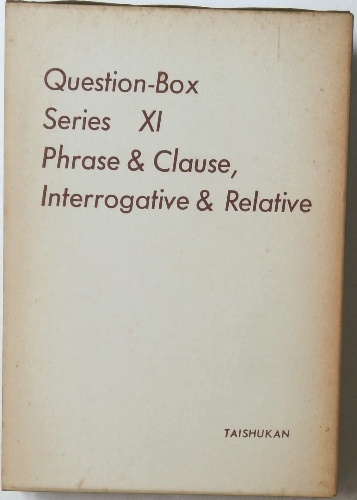 Question-Box
Series XI
Phrase & Clause,
Interrogative & Relative
TAISHUKAN